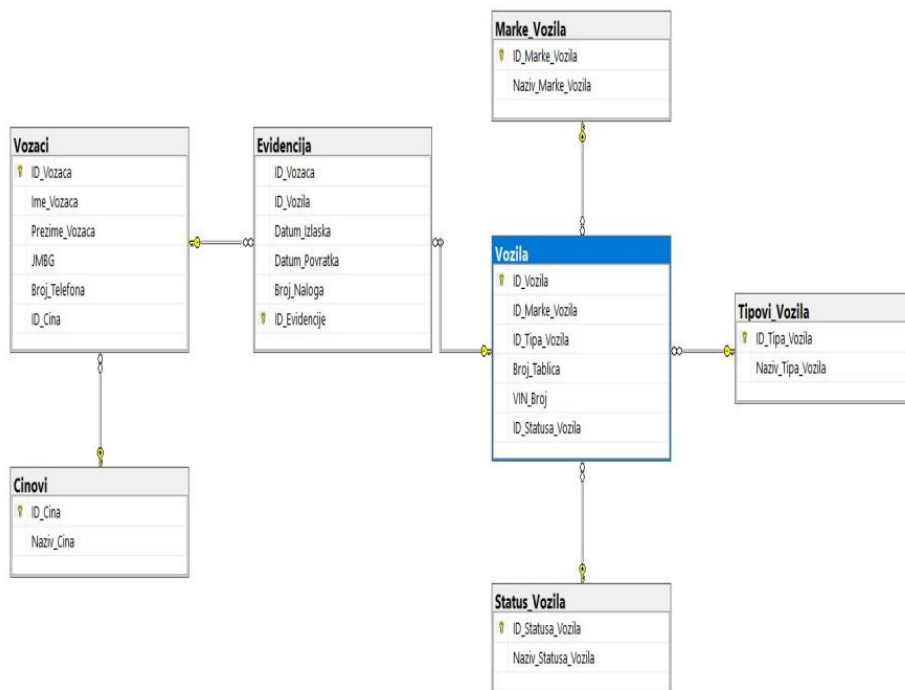 Marke_Vozila
ID_Marke_Vozila
Naziv_Marke_Vozila
Vozaci
ID_Vozaca
Ime_Vozaca
Prezime_Vozaca
JMBG
Broj_Telefona
ID_Cina
Evidencija
ID_Vozaca
ID_Vozila
Datum_Izlaska
Datum_Povratka
Broj_Naloga
ID_Evidencije
Vozila
ID_Vozila
ID_Marke_Vozila
ID_Tipa_Vozila
Broj_Tablica
VIN_Broj
ID_Statusa_Vozila
Tipovi_Vozila
ID_Tipa_Vozila
Naziv_Tipa_Vozila
Cinovi
ID_Cina
Naziv_Cina
Status_Vozila
ID_Statusa_Vozila
Naziv_Statusa_Vozila